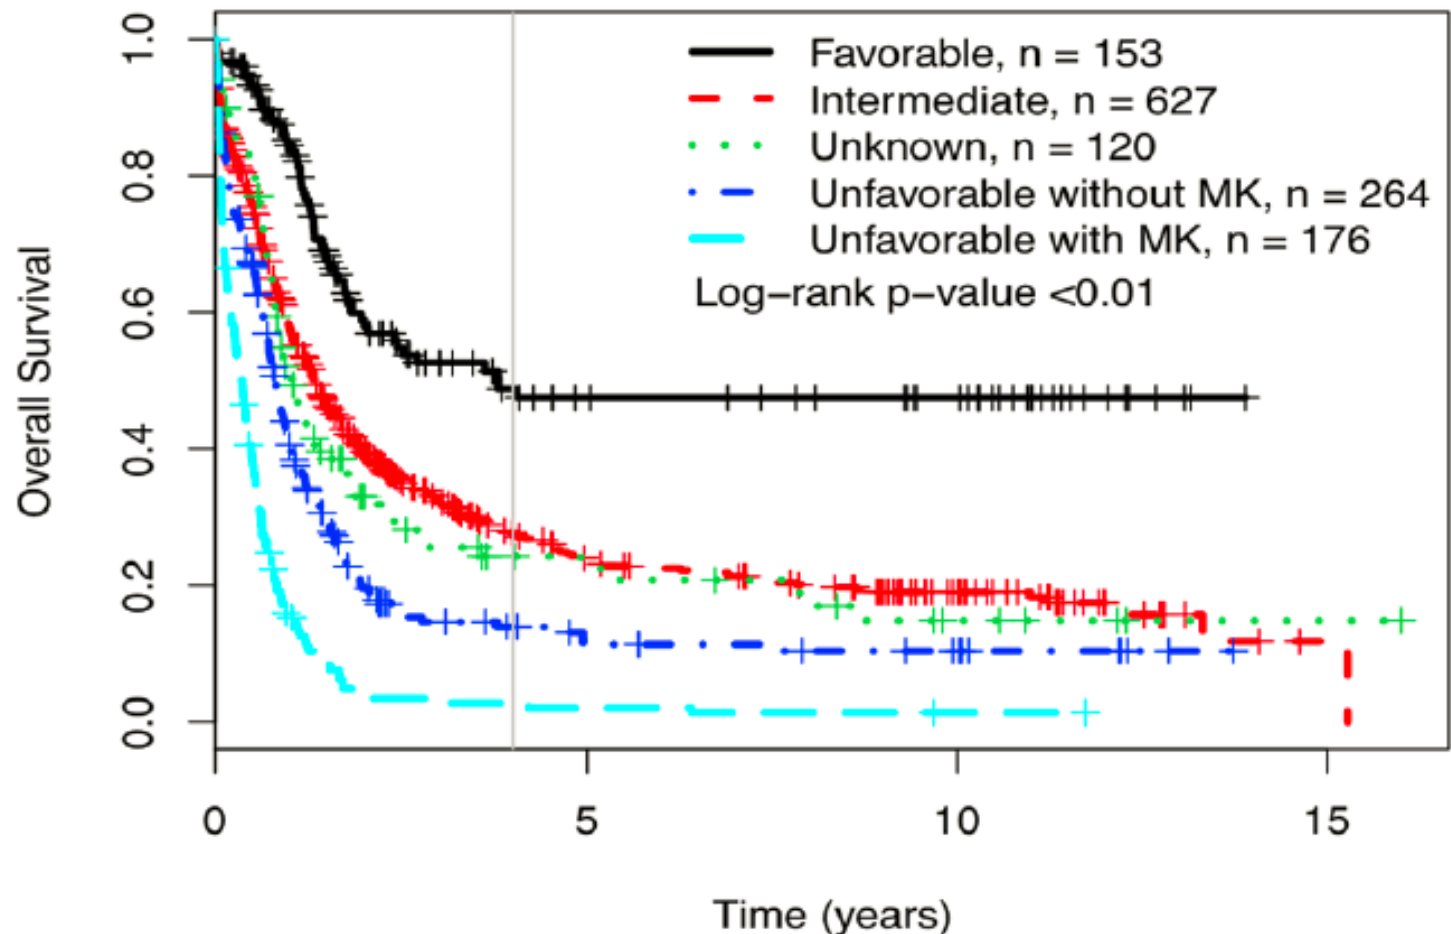 Favorable, n = 153
Intermediate, n = 627
Unknown, n = 120
Unfavorable without MK, n = 264
Unfavorable with MK, n = 176
Log−rank p−value <0.01
Overall Survival
1.0
0.8
0.6
0.4
0.2
0.0
0 5 10 15
Time (years)